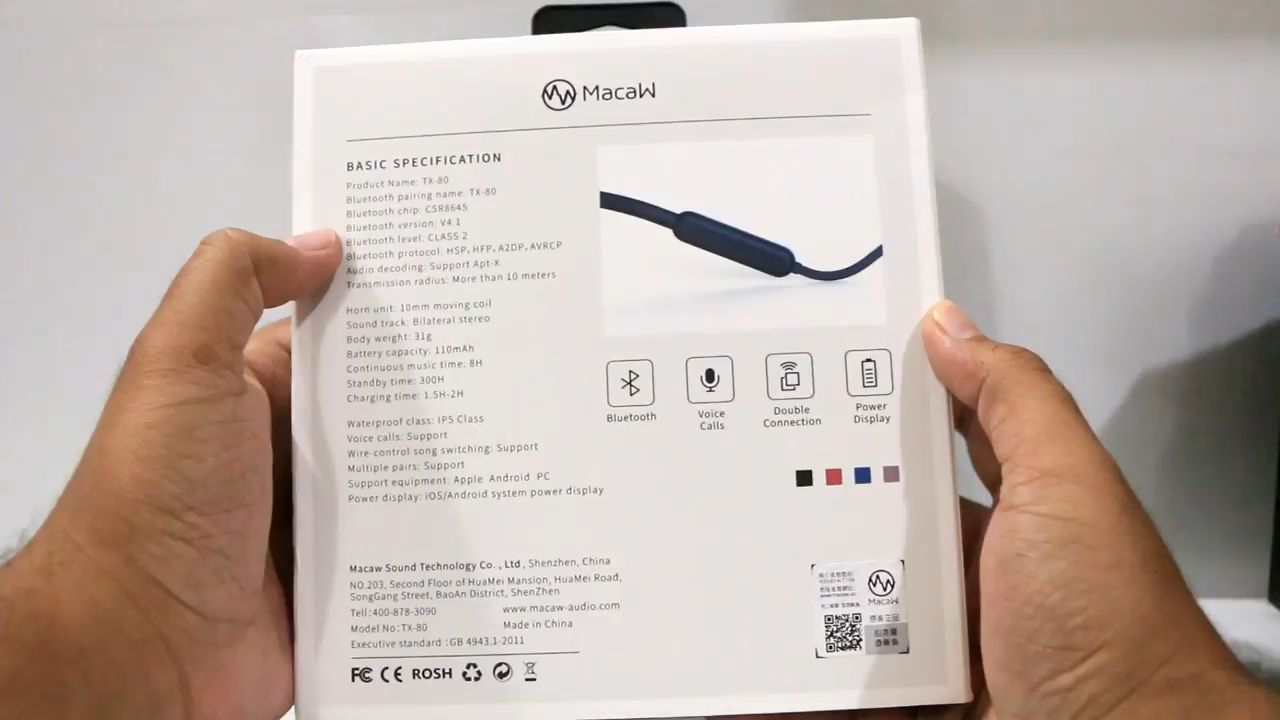 MacaW
BASIC SPECIFICATION
Product Name: TX-80
Bluetooth pairing name: TX-80
Bluetooth chip: CSR8645
Bluetooth version: V4.1
Bluetooth level: CLASS 2
Bluetooth protocol: HSP, HFP, A2DP, AVRCP
Audio decoding: Support Apt-X
Transmission radius: More than 10 meters
Horn unit: 10mm moving coil
Sound track: Bilateral stereo
Body weight: 31g
Battery capacity: 110mAh
Continuous music time: 8H
Standby time: 300H
Charging time: 1.5H-2H
Waterproof class: IP5 Class
Voice calls: Support
Wire-control song switching: Support
Multiple pairs: Support
Support equipment: Apple Android PC
Power display: iOS/Android system power display
Bluetooth
Voice Calls
Double Connection
Power Display
Macaw Sound Technology Co. , Ltd , Shenzhen, China
NO.203, Second Floor of HuaMei Mansion, HuaMei Road,
SongGang Street, BaoAn District, ShenZhen
Tell:400-878-3090 www.macaw-audio.com
Model No:TX-80 Made in China
Executive standard :GB 4943.1-2011
FC CE ROSH
MacaW